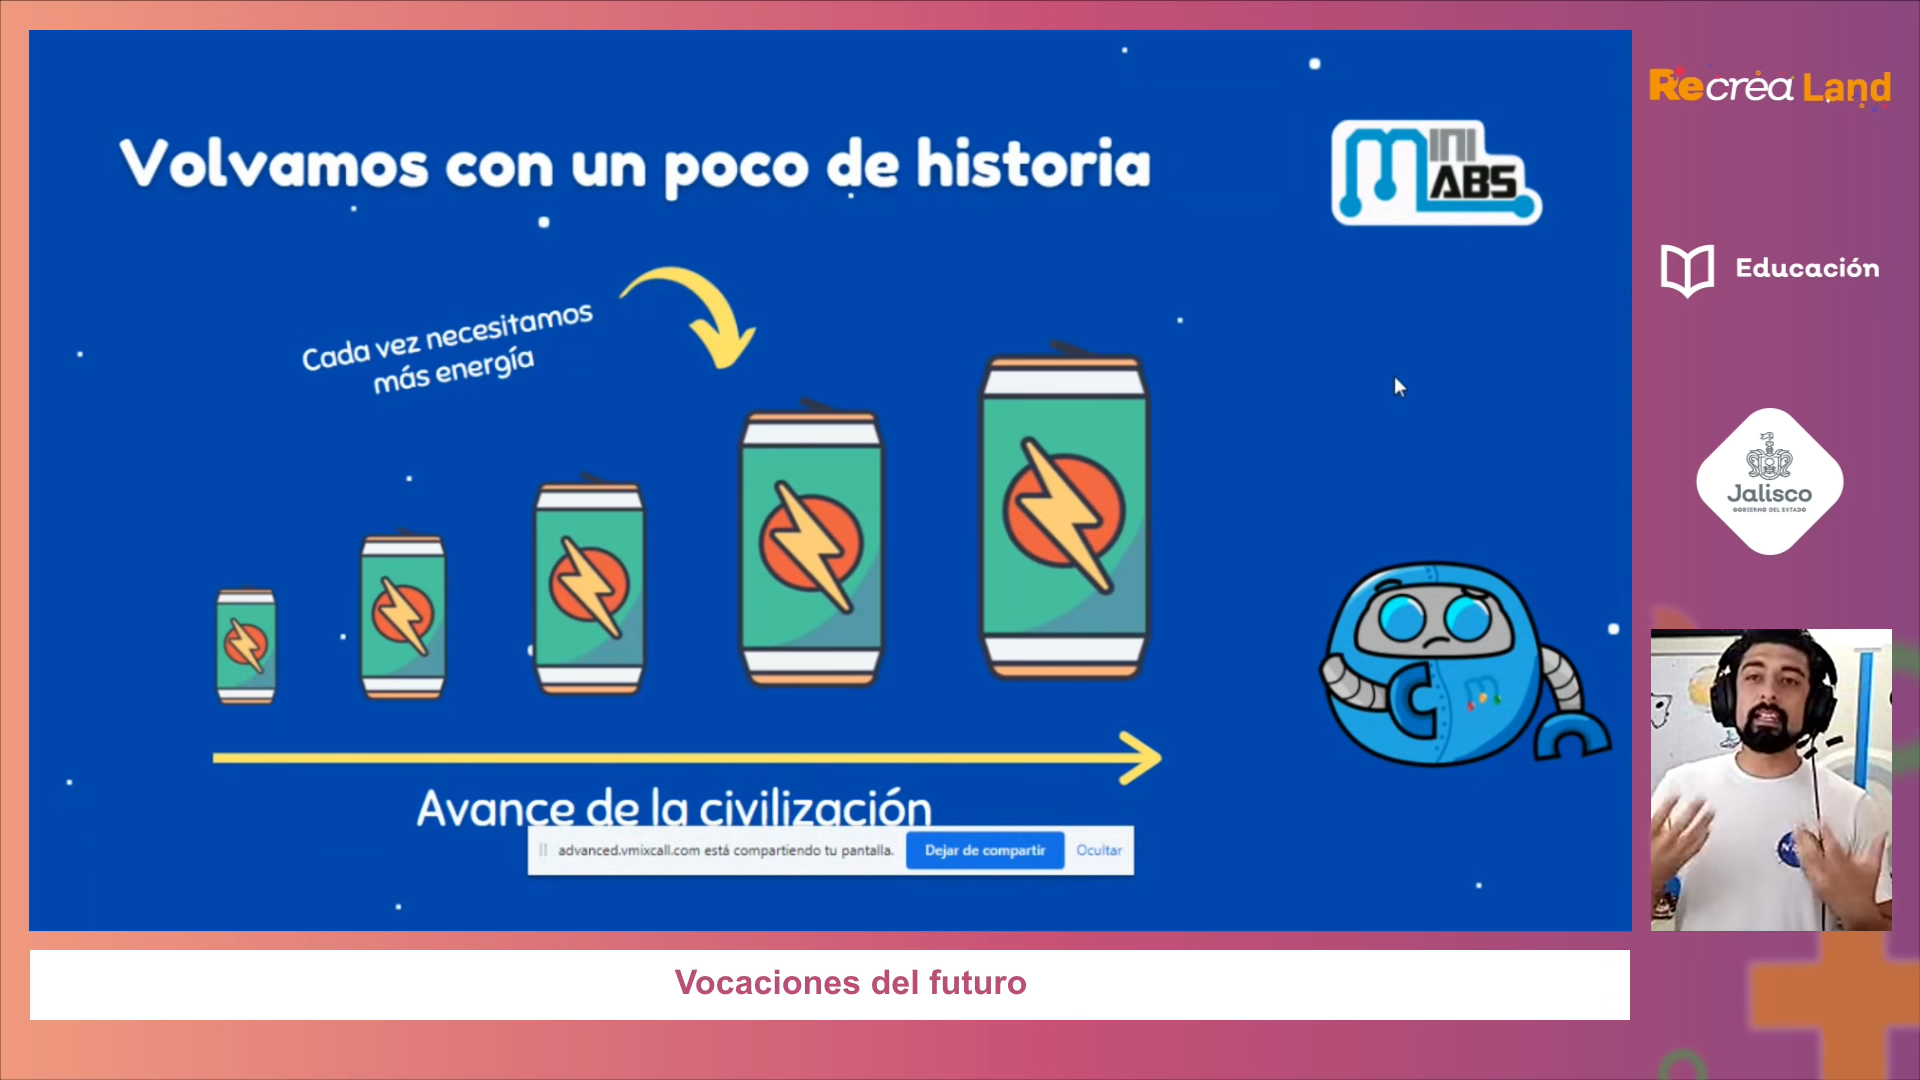 Volvamos con un poco de historia
MINI
LABS
Cada vez necesitamos
más energía
Avance de la civilización
advanced.vmixcall.com está compartiendo tu pantalla.
Dejar de compartir
Ocultar
Recrea Land
Educación
Jalisco
GOBIERNO DEL ESTADO
Vocaciones del futuro